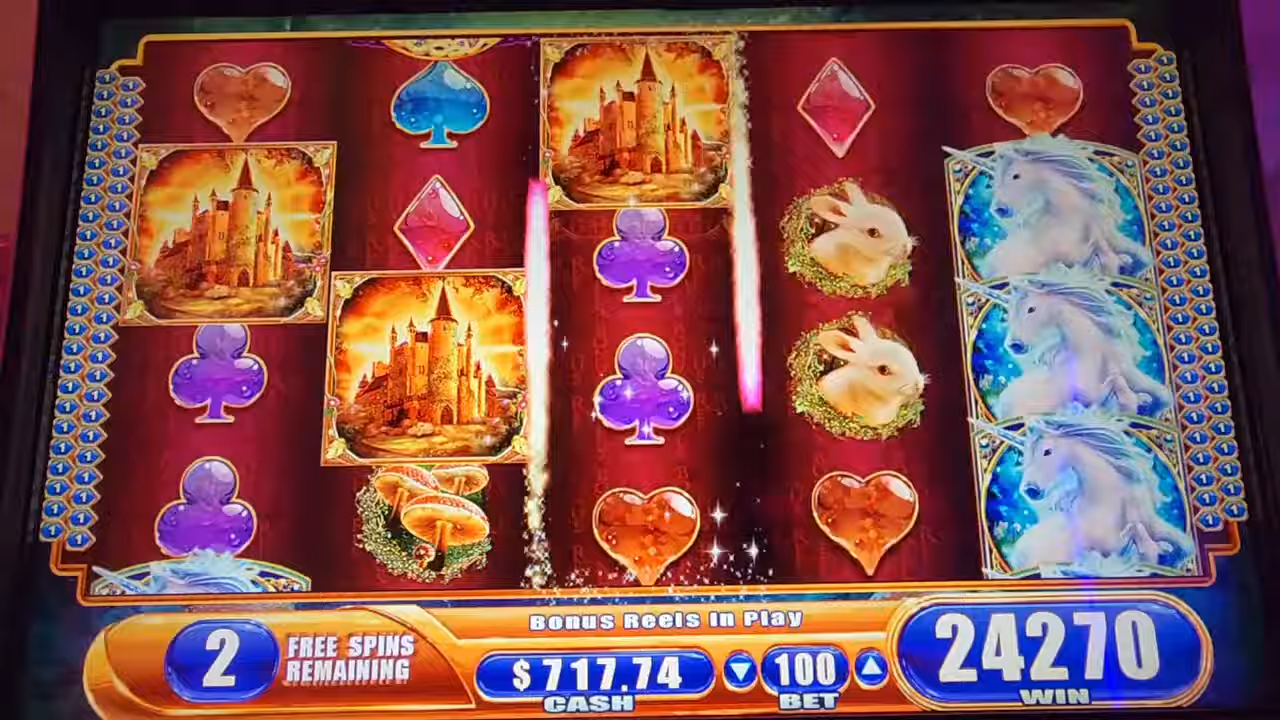 Bonus Reels In Play
2 FREE SPINS
REMAINING
$717.74
CASH
100
BET
24270
WIN